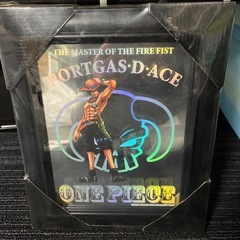 THE MASTER OF THE FIRE FIST
PORTGAS·D·ACE
ONE PIECE